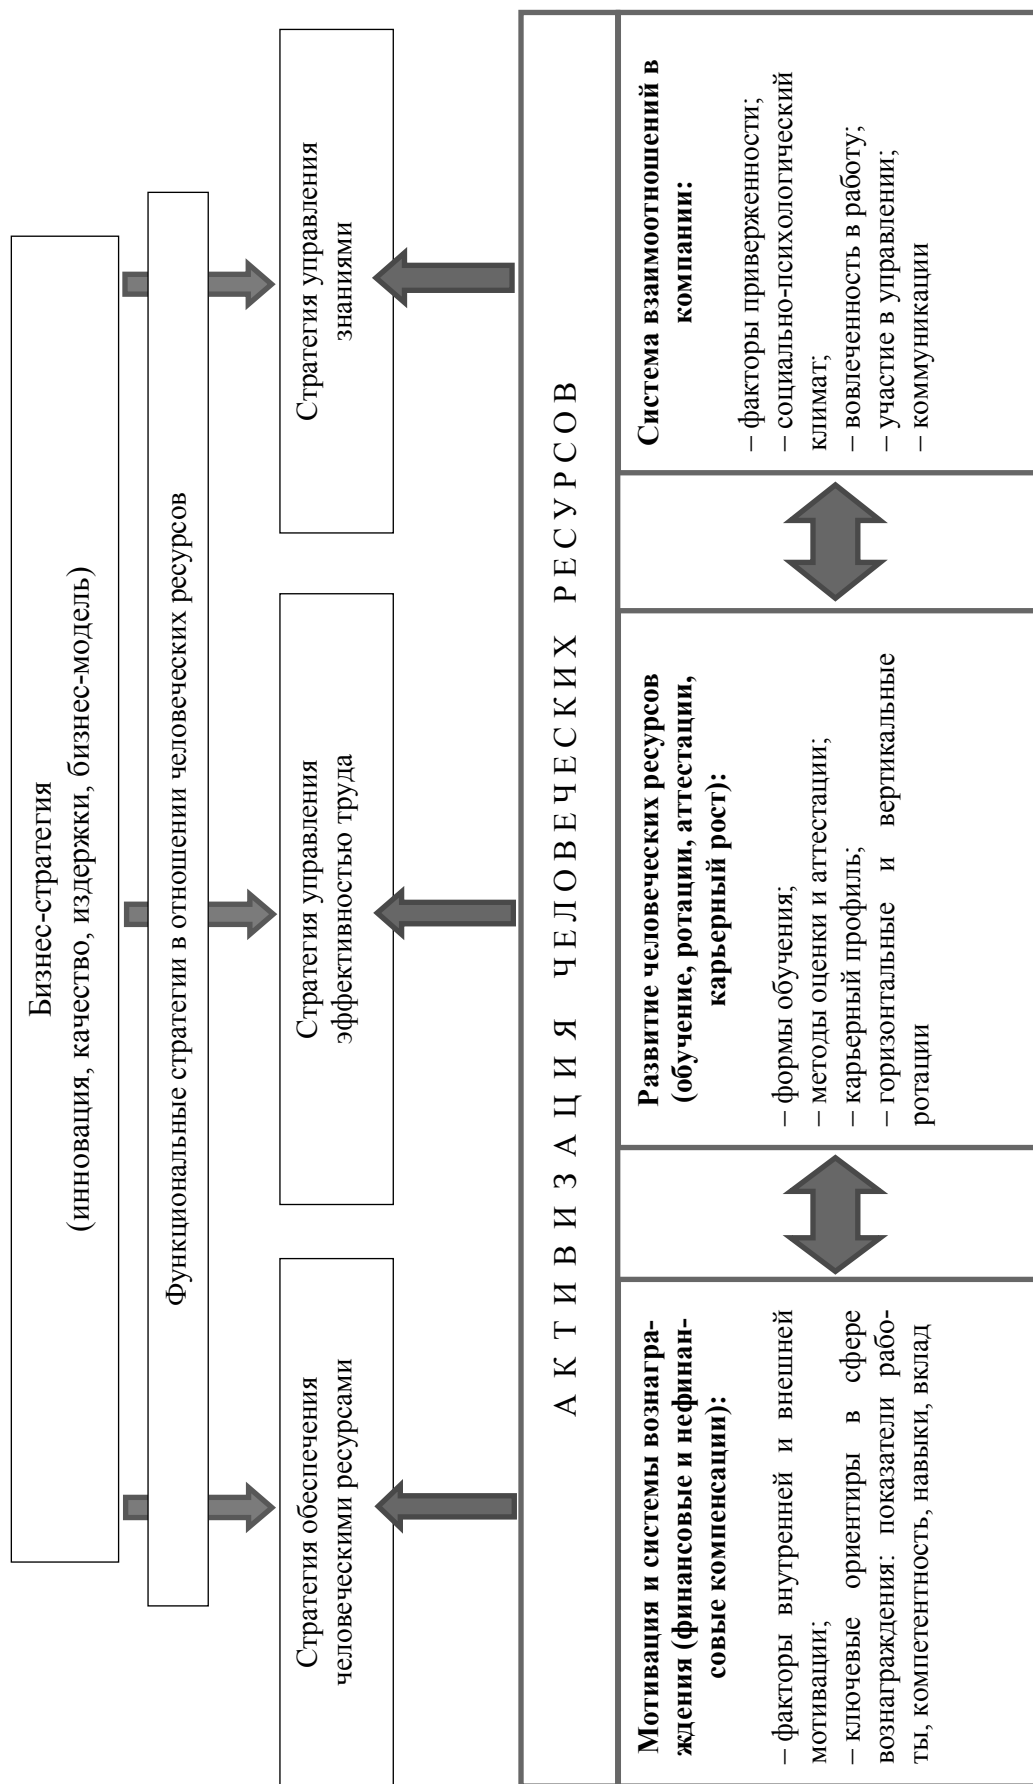 Бизнес-стратегия
(инновация, качество, издержки, бизнес-модель)
Функциональные стратегии в отношении человеческих ресурсов
Стратегия обеспечения
человеческими ресурсами
Стратегия управления
эффективностью труда
Стратегия управления
знаниями
АКТИВИЗАЦИЯ ЧЕЛОВЕЧЕСКИХ РЕСУРСОВ
Мотивация и системы вознагра-
ждения (финансовые и нефинан-
совые компенсации):
– факторы внутренней и внешней
мотивации;
– ключевые ориентиры в сфере
вознаграждения: показатели рабо-
ты, компетентность, навыки, вклад
Развитие человеческих ресурсов
(обучение, ротации, аттестации,
карьерный рост):
– формы обучения;
– методы оценки и аттестации;
– карьерный профиль;
– горизонтальные и вертикальные
ротации
Система взаимоотношений в
компании:
– факторы приверженности;
– социально-психологический
климат;
– вовлеченность в работу;
– участие в управлении;
– коммуникации